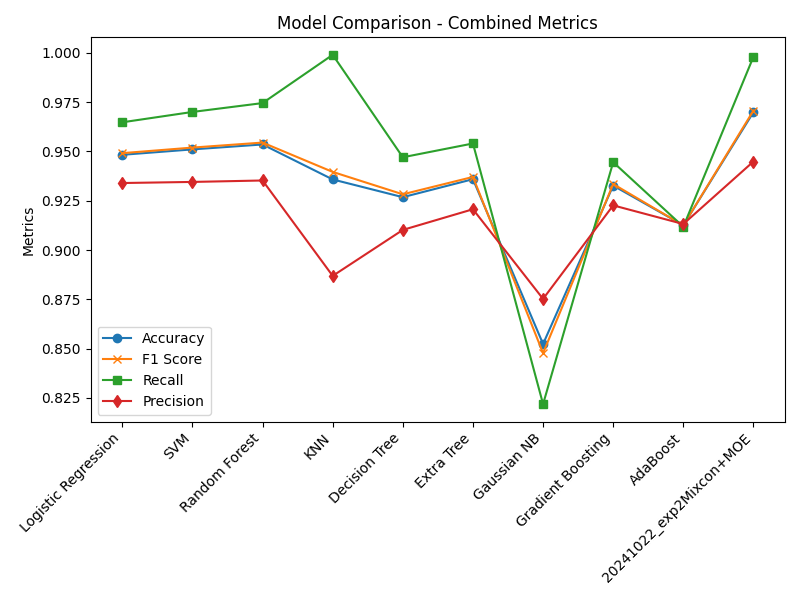 Model Comparison - Combined Metrics
Metrics
1.000
0.975
0.950
0.925
0.900
0.875
0.850
0.825
Accuracy
F1 Score
Recall
Precision
Logistic Regression
SVM
Random Forest
KNN
Decision Tree
Extra Tree
Gaussian NB
Gradient Boosting
AdaBoost
20241022_exp2Mixcon+MOE